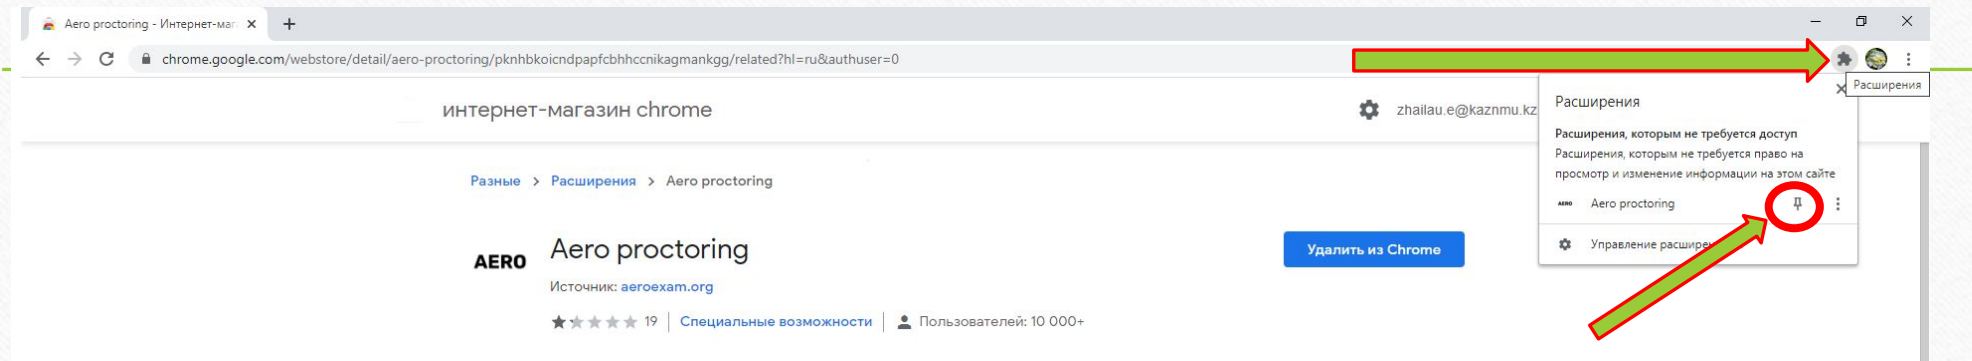 Aero proctoring - Интернет-маг
chrome.google.com/webstore/detail/aero-proctoring/pknhbkoicndpapfcbhhccnikagmankgg/related?hl=ru&authuser=0
Расширения
интернет-магазин chrome
zhailau.e@kaznmu.kz
Расширения
Расширения, которым не требуется доступ
Расширения, которым не требуется право на
просмотр и изменение информации на этом сайте
AERO Aero proctoring
Управление расширен
Разные > Расширения > Aero proctoring
AERO
Aero proctoring
Источник: aeroexam.org
19 | Специальные возможности | Пользователей: 10 000+
Удалить из Chrome